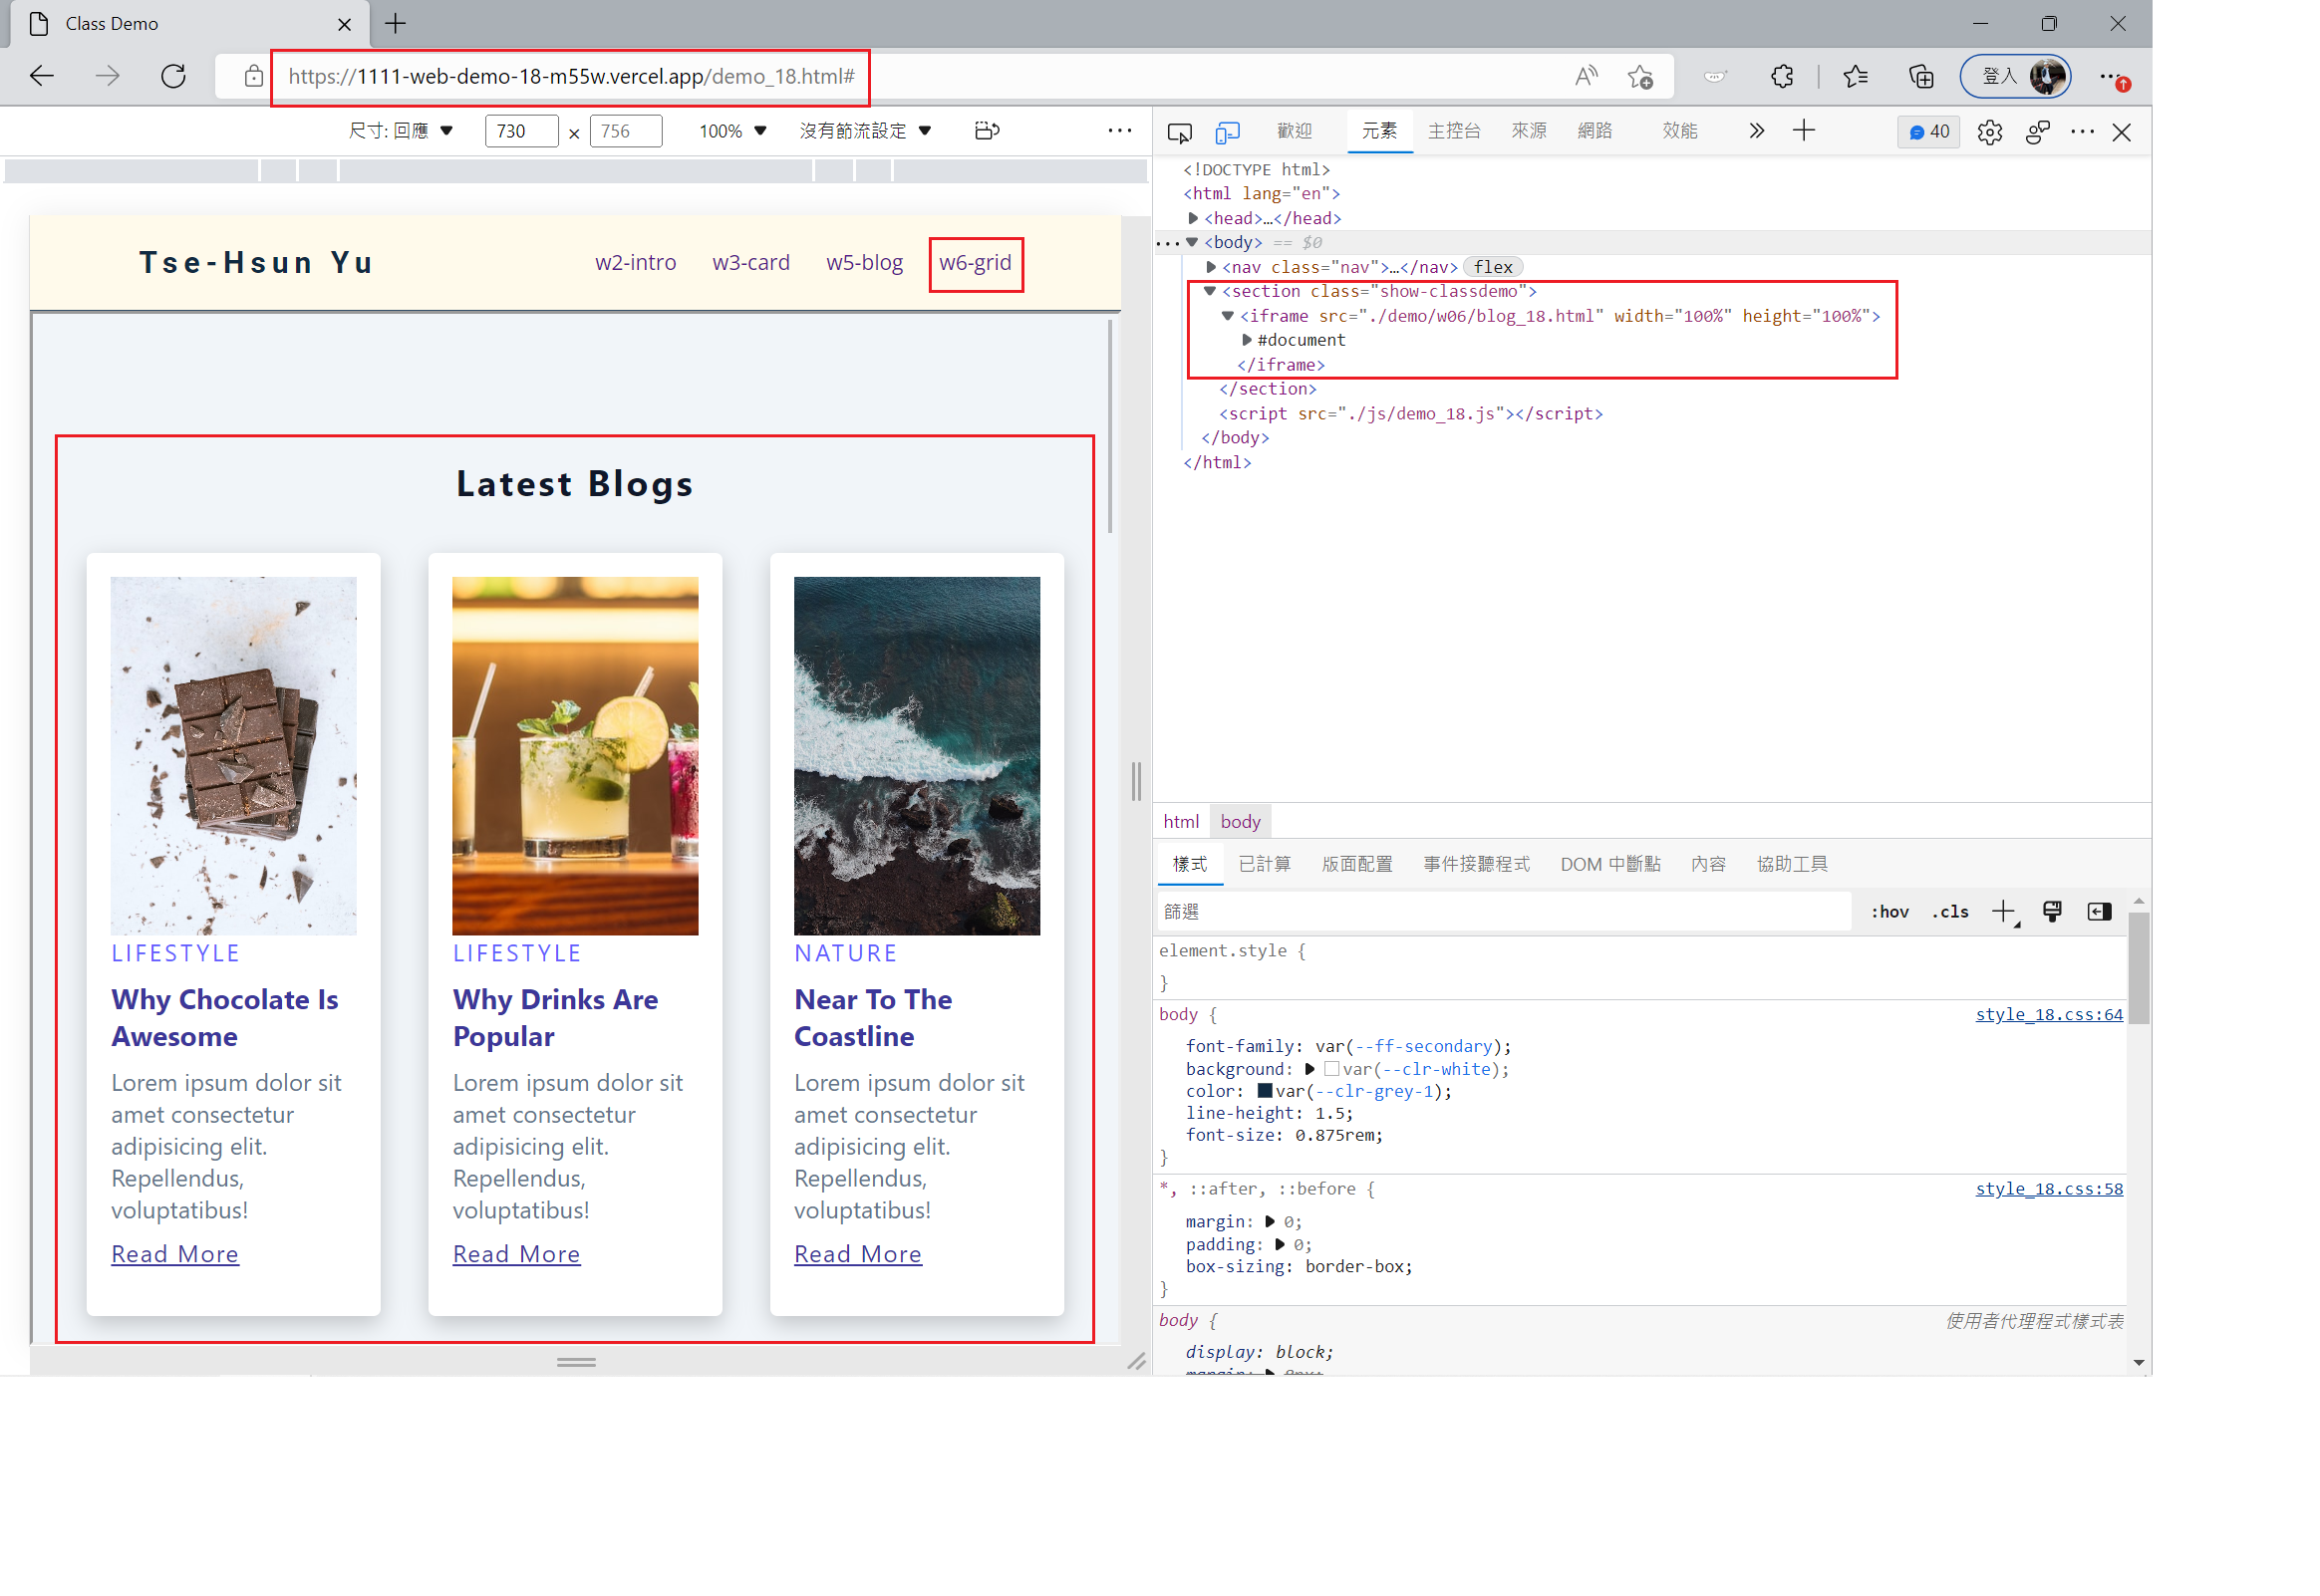 Class Demo
https://1111-web-demo-18-m55w.vercel.app/demo_18.html#
登入
尺寸: 回應 730 × 756 100% 沒有節流設定
歡迎 元素 主控台 來源 網路 效能 40
Tse-Hsun Yu w2-intro w3-card w5-blog w6-grid
Latest Blogs
LIFESTYLE
Why Chocolate Is
Awesome
Lorem ipsum dolor sit
amet consectetur
adipisicing elit.
Repellendus,
voluptatibus!
Read More
LIFESTYLE
Why Drinks Are
Popular
Lorem ipsum dolor sit
amet consectetur
adipisicing elit.
Repellendus,
voluptatibus!
Read More
NATURE
Near To The
Coastline
Lorem ipsum dolor sit
amet consectetur
adipisicing elit.
Repellendus,
voluptatibus!
Read More
<!DOCTYPE html>
<html lang="en">
<head>…</head>
<body> == $0
<nav class="nav">…</nav> flex
<section class="show-classdemo">
<iframe src="./demo/w06/blog_18.html" width="100%" height="100%">
#document
</iframe>
</section>
<script src="./js/demo_18.js"></script>
</body>
</html>
html body
樣式 已計算 版面配置 事件接聽程式 DOM 中斷點 內容 協助工具
篩選 :hov .cls
element.style {
}
body { style_18.css:64
font-family: var(--ff-secondary);
background: var(--clr-white);
color: var(--clr-grey-1);
line-height: 1.5;
font-size: 0.875rem;
}
*, ::after, ::before { style_18.css:58
margin: 0;
padding: 0;
box-sizing: border-box;
}
body { 使用者代理程式樣式表
display: block;
margin: 8px;